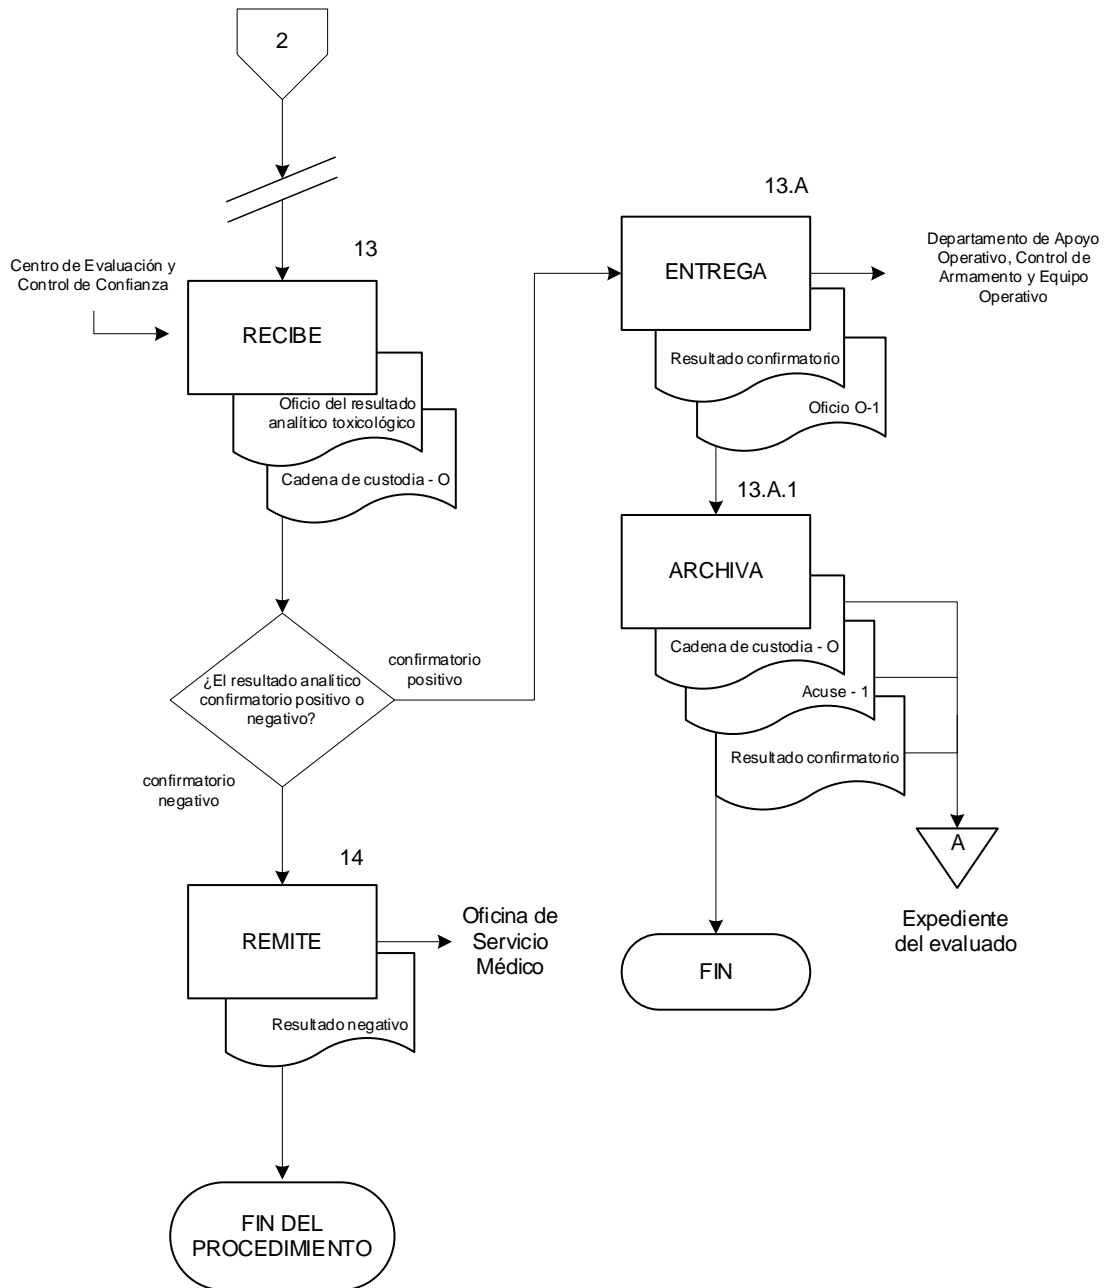 2
13
Centro de Evaluación y
Control de Confianza
RECIBE
Oficio del resultado
analítico toxicológico
Cadena de custodia - O
¿El resultado analítico
confirmatorio positivo o
negativo?
confirmatorio
positivo
confirmatorio
negativo
14
REMITE
Oficina de
Servicio
Médico
Resultado negativo
FIN DEL
PROCEDIMIENTO
13.A
ENTREGA
Departamento de Apoyo
Operativo, Control de
Armamento y Equipo
Operativo
Resultado confirmatorio
Oficio O-1
13.A.1
ARCHIVA
Cadena de custodia - O
Acuse - 1
Resultado confirmatorio
A
Expediente
del evaluado
FIN